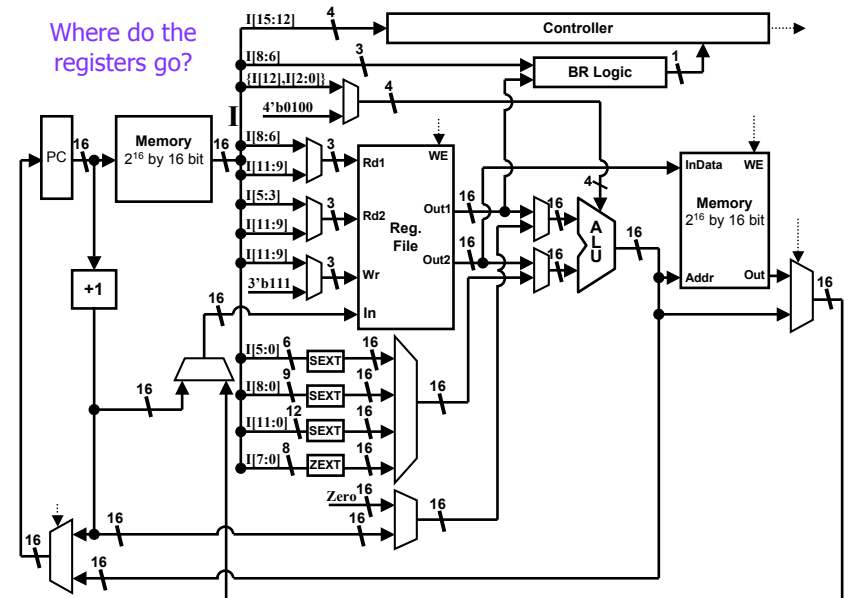 Where do the
registers go?
I[15:12]
4
Controller
I[8:6]
3
BR Logic
1
{I[12],I[2:0]}
4
4'b0100
I
PC
16
Memory
2^16 by 16 bit
16
I[8:6]
3
Rd1
WE
I[11:9]
I[5:3]
3
Rd2
I[11:9]
Reg.
File
Out1
16
Out2
16
I[11:9]
3
Wr
3'b111
16
In
16
16
4
ALU
16
InData
WE
Memory
2^16 by 16 bit
Addr
Out
16
+1
16
I[5:0]
6
SEXT
16
I[8:0]
9
SEXT
16
16
I[11:0]
12
SEXT
16
I[7:0]
8
ZEXT
16
Zero
16
16
16
16
16
16